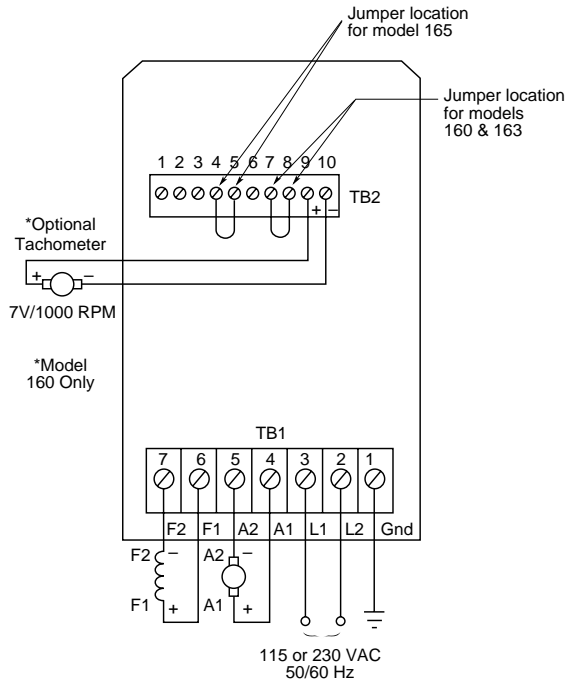 Jumper location
for model 165
Jumper location
for models
160 & 163
1 2 3 4 5 6 7 8 9 10
TB2
+ –
*Optional
Tachometer
+ –
7V/1000 RPM
*Model
160 Only
TB1
7 6 5 4 3 2 1
F2 F1 A2 A1 L1 L2 Gnd
F2 – A2 –
F1 + A1 +
115 or 230 VAC
50/60 Hz